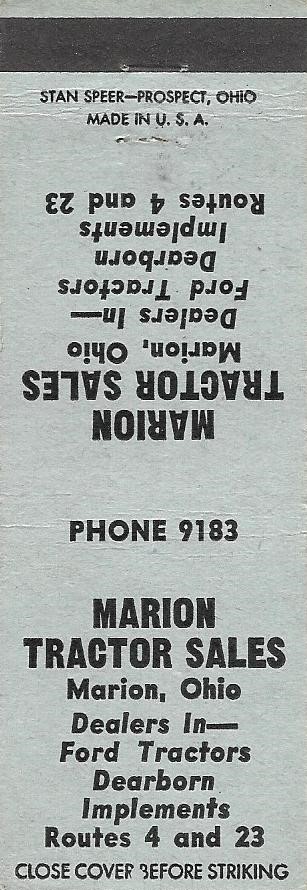 STAN SPEER—PROSPECT, OHIO
MADE IN U. S. A.
MARION
TRACTOR SALES
Marion, Ohio
Dealers In—
Ford Tractors
Dearborn
Implements
Routes 4 and 23
PHONE 9183
MARION
TRACTOR SALES
Marion, Ohio
Dealers In—
Ford Tractors
Dearborn
Implements
Routes 4 and 23
CLOSE COVER BEFORE STRIKING